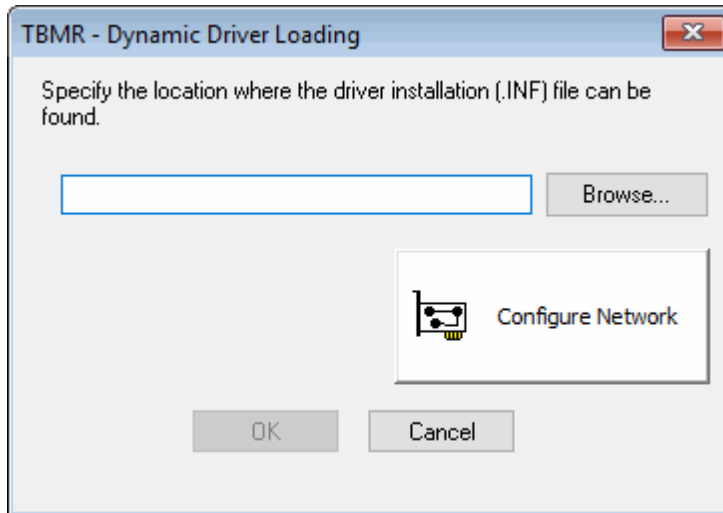 TBMR - Dynamic Driver Loading
Specify the location where the driver installation (.INF) file can be
found.
Browse...
Configure Network
OK
Cancel